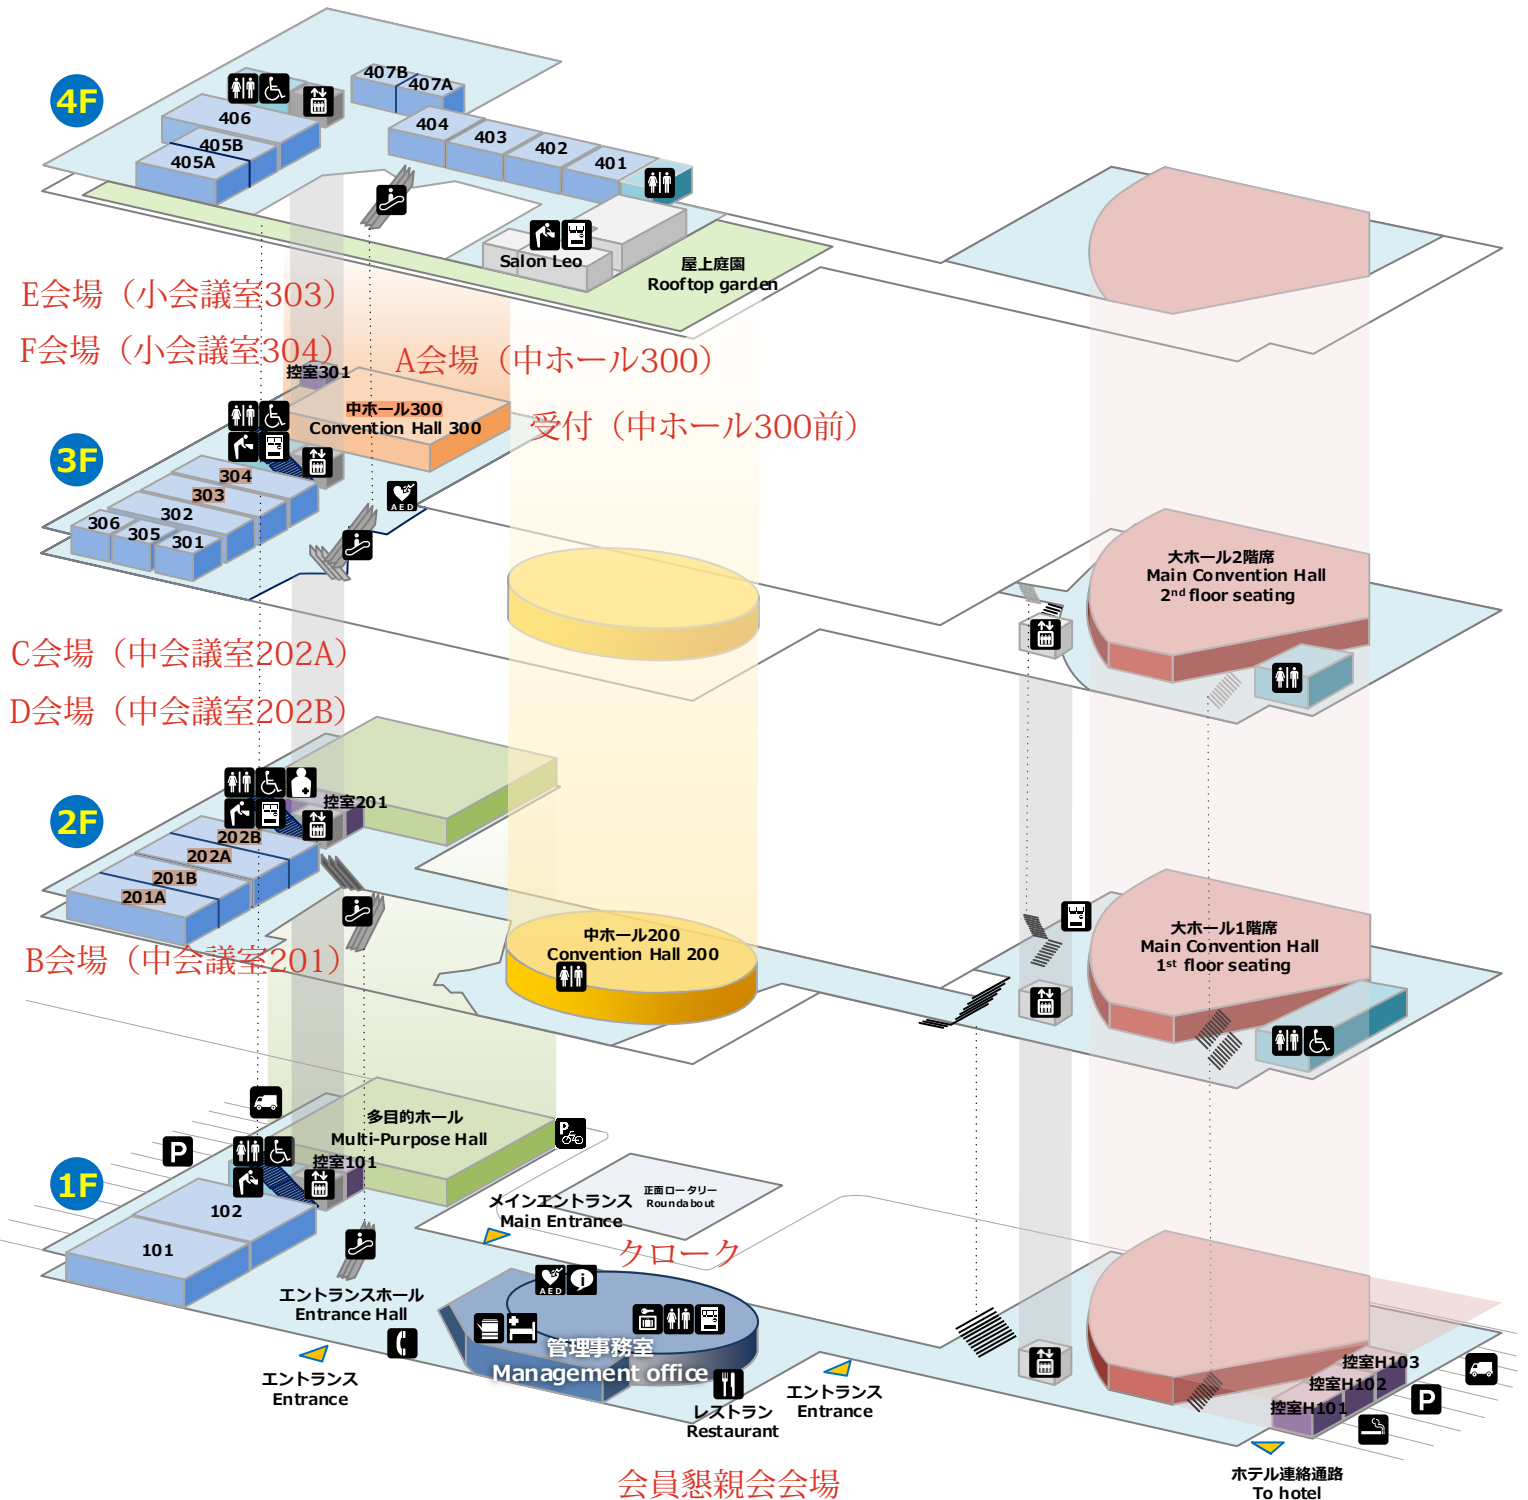 4F
407B
407A
406
405B
405A
404
403
402
401
Salon Leo
屋上庭園
Rooftop garden
E会場（小会議室303）
F会場（小会議室304）
A会場（中ホール300）
受付（中ホール300前）
控室301
中ホール300
Convention Hall 300
3F
304
303
302
306
305
301
AED
大ホール2階席
Main Convention Hall
2nd floor seating
C会場（中会議室202A）
D会場（中会議室202B）
控室201
2F
202B
202A
201B
201A
B会場（中会議室201）
中ホール200
Convention Hall 200
大ホール1階席
Main Convention Hall
1st floor seating
多目的ホール
Multi-Purpose Hall
P
P
控室101
1F
102
101
正面ロータリー
Roundabout
メインエントランス
Main Entrance
クローク
AED
エントランスホール
Entrance Hall
管理事務室
Management office
エントランス
Entrance
レストラン
Restaurant
エントランス
Entrance
控室H103
控室H102
控室H101
P
ホテル連絡通路
To hotel
会員懇親会会場